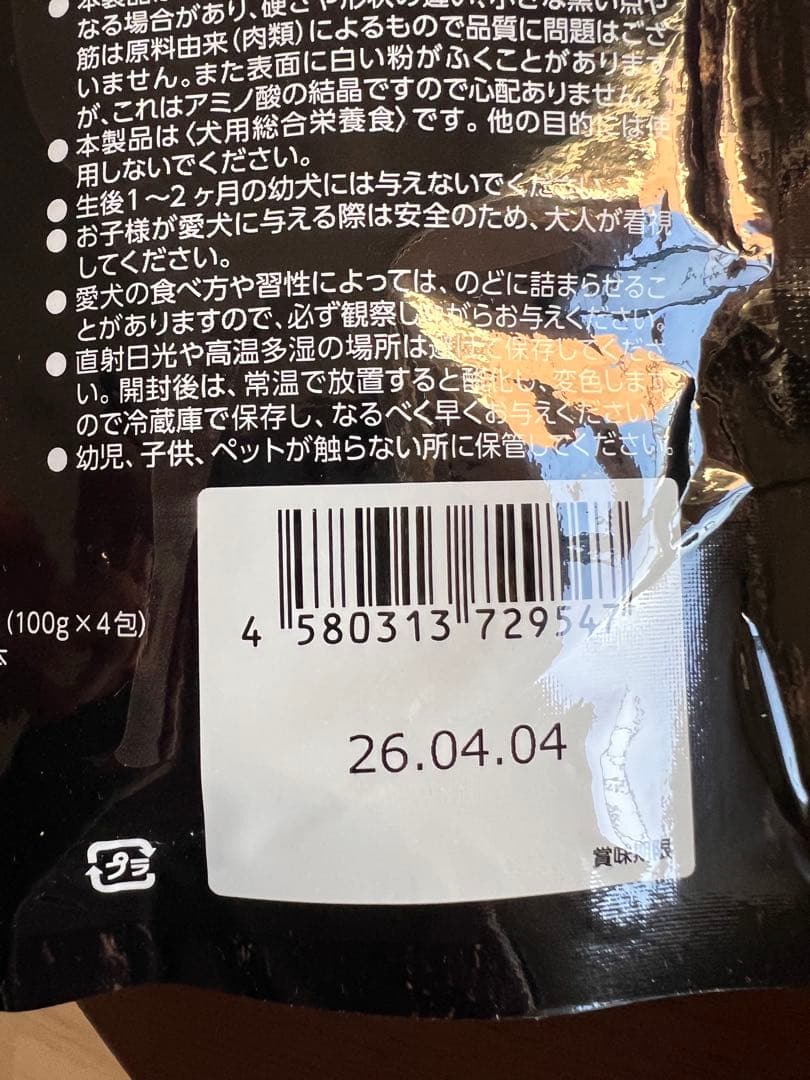 なる場合があり、硬さや形状の違い、小さな黒い点や
筋は原料由来(肉類)によるもので品質に問題はござ
いません。また表面に白い粉がふくことがあります
が、これはアミノ酸の結晶ですので心配ありません。
●本製品は〈犬用総合栄養食〉です。他の目的には使
用しないでください。
●生後1〜2ヶ月の幼犬には与えないでください。
●お子様が愛犬に与える際は安全のため、大人が看視
してください。
●愛犬の食べ方や習性によっては、のどに詰まらせるこ
とがありますので、必ず観察しながらお与えください。
●直射日光や高温多湿の場所は避けて保存してくださ
い。開封後は、常温で放置すると酸化し、変色します
ので冷蔵庫で保存し、なるべく早くお与えください。
●幼児、子供、ペットが触らない所に保管してください。
(100g×4包)
4 580313 729547
26.04.04
賞味期限
プラ